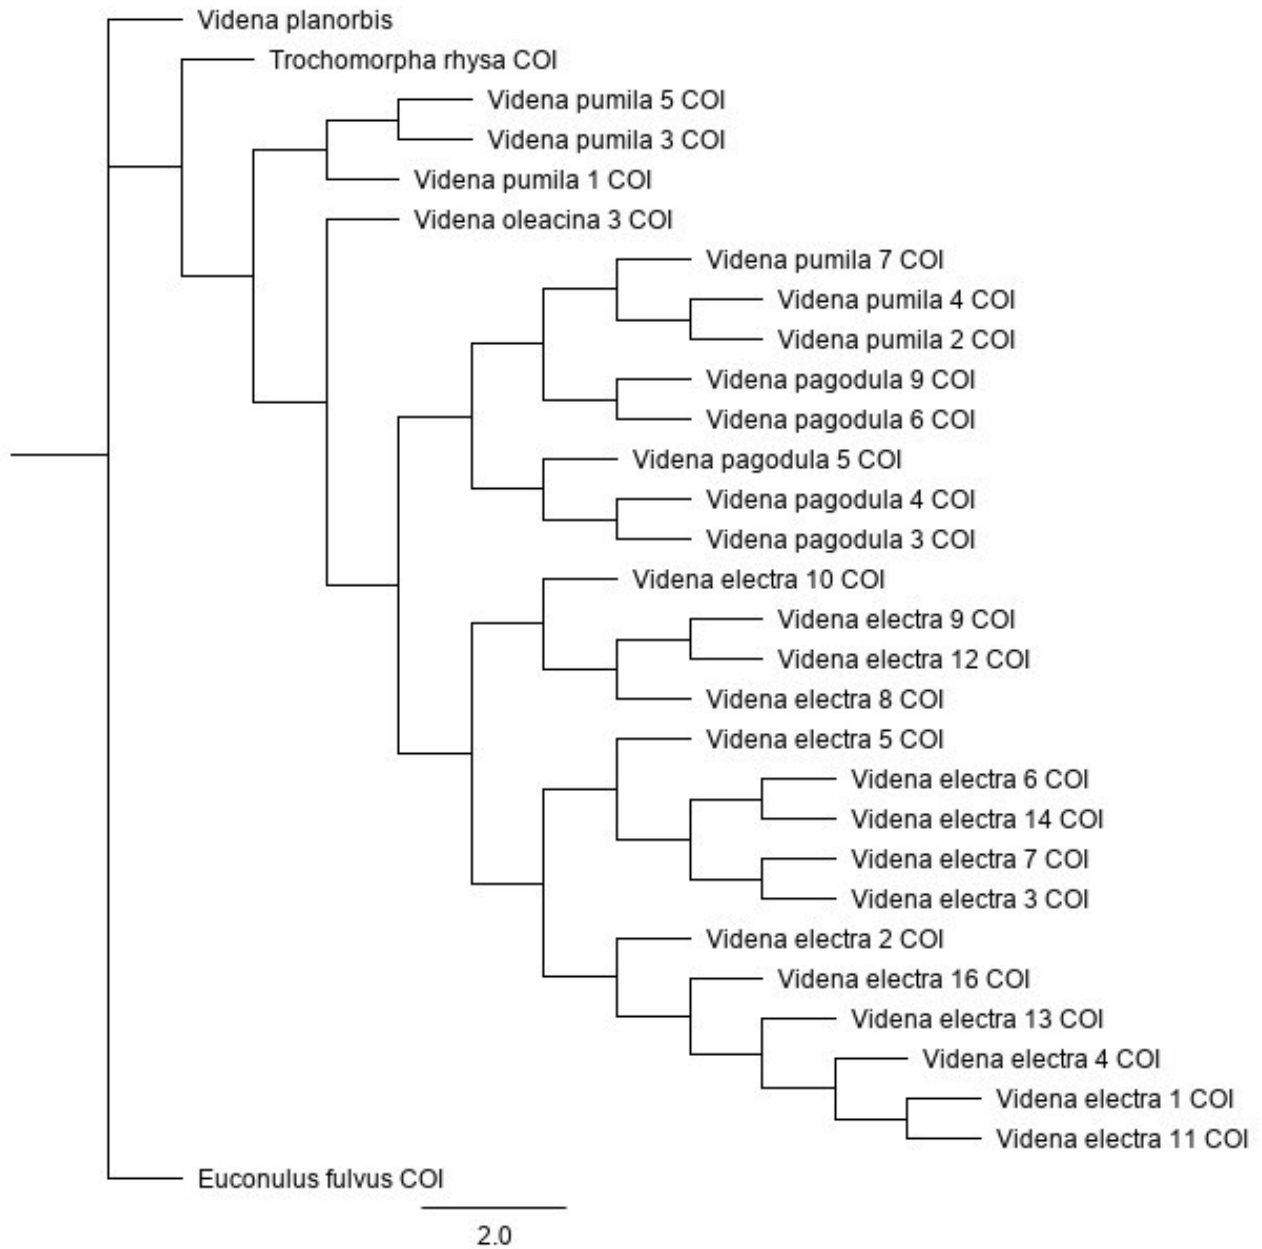 Videna planorbis
Trochomorpha rhysa COI
Videna pumila 5 COI
Videna pumila 3 COI
Videna pumila 1 COI
Videna oleacina 3 COI
Videna pumila 7 COI
Videna pumila 4 COI
Videna pumila 2 COI
Videna pagodula 9 COI
Videna pagodula 6 COI
Videna pagodula 5 COI
Videna pagodula 4 COI
Videna pagodula 3 COI
Videna electra 10 COI
Videna electra 9 COI
Videna electra 12 COI
Videna electra 8 COI
Videna electra 5 COI
Videna electra 6 COI
Videna electra 14 COI
Videna electra 7 COI
Videna electra 3 COI
Videna electra 2 COI
Videna electra 16 COI
Videna electra 13 COI
Videna electra 4 COI
Videna electra 1 COI
Videna electra 11 COI
Euconulus fulvus COI
2.0